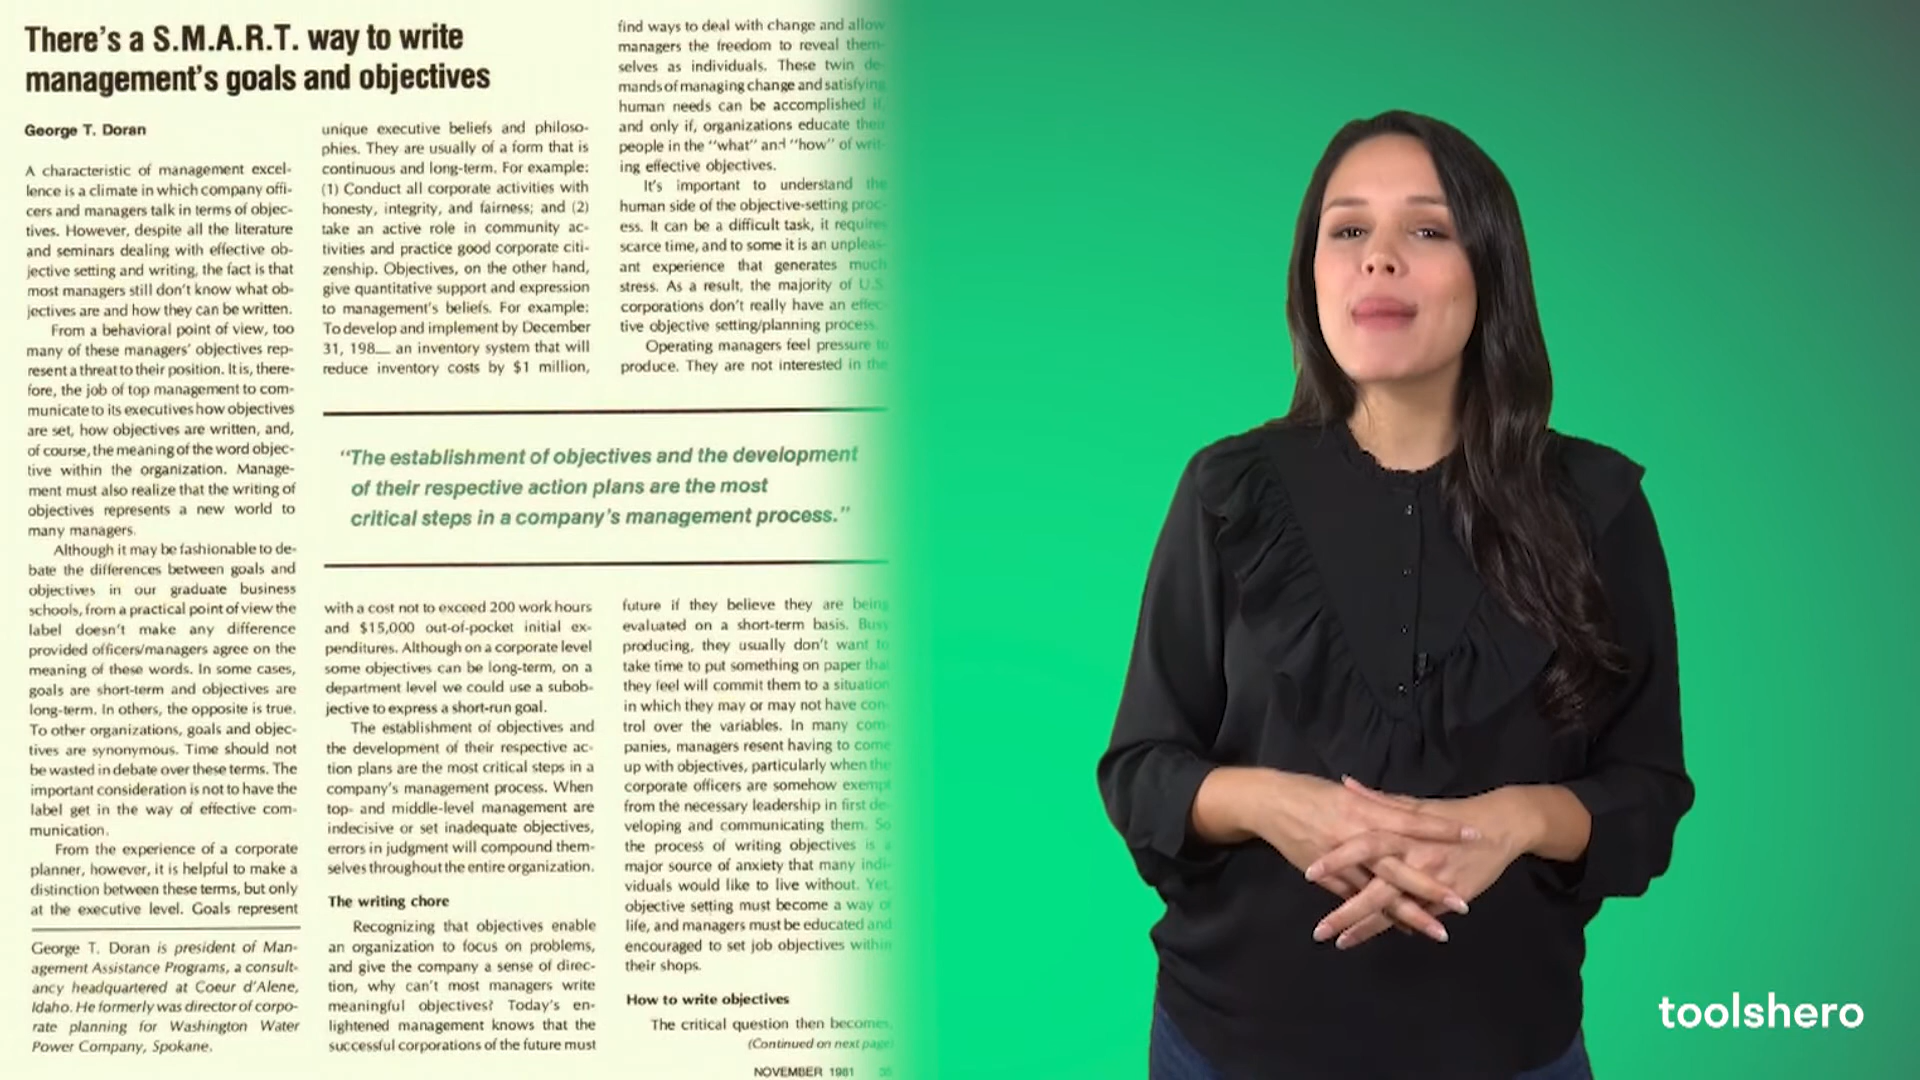 There's a S.M.A.R.T. way to write
management's goals and objectives
George T. Doran
A characteristic of management excel-
lence is a climate in which company offi-
cers and managers talk in terms of objec-
tives. However, despite all the literature
and seminars dealing with effective ob-
jective setting and writing, the fact is that
most managers still don't know what ob-
jectives are and how they can be written.
From a behavioral point of view, too
many of these managers' objectives rep-
resent a threat to their position. It is, there-
fore, the job of top management to com-
municate to its executives how objectives
are set, how objectives are written, and,
of course, the meaning of the word objec-
tive within the organization. Manage-
ment must also realize that the writing of
objectives represents a new world to
many managers.
Although it may be fashionable to de-
bate the differences between goals and
objectives in our graduate business
schools, from a practical point of view the
label doesn't make any difference
provided officers/managers agree on the
meaning of these words. In some cases,
goals are short-term and objectives are
long-term. In others, the opposite is true.
To other organizations, goals and objec-
tives are synonymous. Time should not
be wasted in debate over these terms. The
important consideration is not to have the
label get in the way of effective com-
munication.
From the experience of a corporate
planner, however, it is helpful to make a
distinction between these terms, but only
at the executive level. Goals represent
George T. Doran is president of Man-
agement Assistance Programs, a consult-
ancy headquartered at Coeur d'Alene,
Idaho. He formerly was director of corpo-
rate planning for Washington Water
Power Company, Spokane.
unique executive beliefs and philoso-
phies. They are usually of a form that is
continuous and long-term. For example:
(1) Conduct all corporate activities with
honesty, integrity, and fairness; and (2)
take an active role in community ac-
tivities and practice good corporate citi-
zenship. Objectives, on the other hand,
give quantitative support and expression
to management's beliefs. For example:
To develop and implement by December
31, 198__ an inventory system that will
reduce inventory costs by $1 million,
"The establishment of objectives and the development
of their respective action plans are the most
critical steps in a company's management process."
with a cost not to exceed 200 work hours
and $15,000 out-of-pocket initial ex-
penditures. Although on a corporate level
some objectives can be long-term, on a
department level we could use a subob-
jective to express a short-run goal.
The establishment of objectives and
the development of their respective ac-
tion plans are the most critical steps in a
company's management process. When
top- and middle-level management are
indecisive or set inadequate objectives,
errors in judgment will compound them-
selves throughout the entire organization.
The writing chore
Recognizing that objectives enable
an organization to focus on problems,
and give the company a sense of direc-
tion, why can't most managers write
meaningful objectives? Today's en-
lightened management knows that the
successful corporations of the future must
find ways to deal with change and allow
managers the freedom to reveal them-
selves as individuals. These twin de-
mands of managing change and satisfying
human needs can be accomplished if,
and only if, organizations educate their
people in the "what" and "how" of writ-
ing effective objectives.
It's important to understand the
human side of the objective-setting proc-
ess. It can be a difficult task, it requires
scarce time, and to some it is an unpleas-
ant experience that generates much
stress. As a result, the majority of U.S.
corporations don't really have an effec-
tive objective setting/planning process.
Operating managers feel pressure to
produce. They are not interested in the
future if they believe they are being
evaluated on a short-term basis. Busy
producing, they usually don't want to
take time to put something on paper that
they feel will commit them to a situation
in which they may or may not have con-
trol over the variables. In many com-
panies, managers resent having to come
up with objectives, particularly when the
corporate officers are somehow exempt
from the necessary leadership in first de-
veloping and communicating them. So
the process of writing objectives is a
major source of anxiety that many indi-
viduals would like to live without. Yet,
objective setting must become a way of
life, and managers must be educated and
encouraged to set job objectives within
their shops.
How to write objectives
The critical question then becomes,
(Continued on next page)
NOVEMBER 1981
toolshero